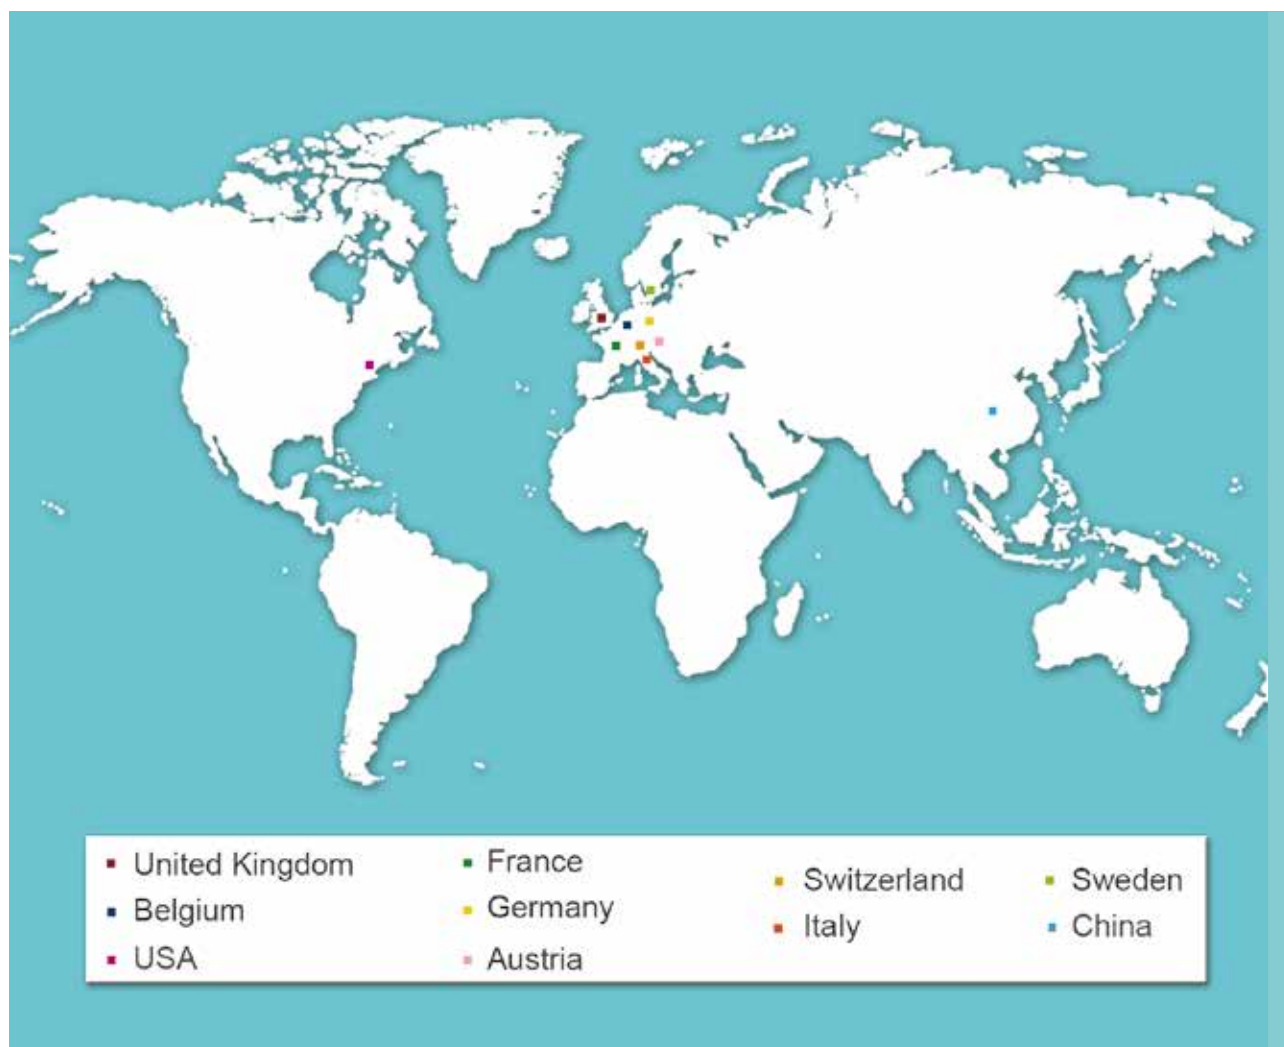 United Kingdom
Belgium
USA
France
Germany
Austria
Switzerland
Italy
Sweden
China